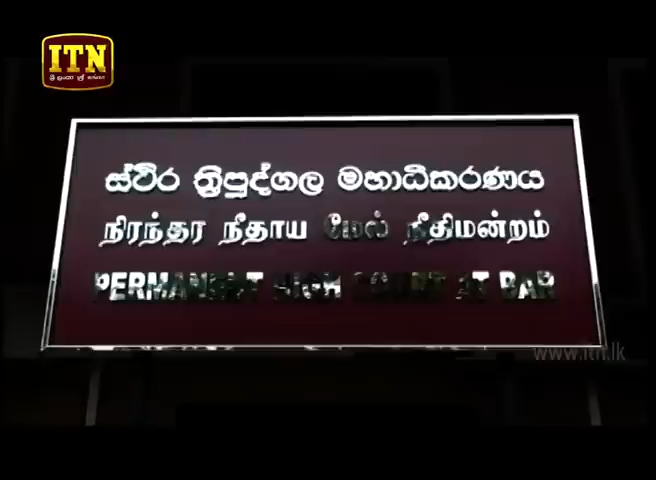 ITN
ස්ථිර ත්‍රිපුද්ගල මහාධිකරණය
நிரந்தர நீதாய மேல் நீதிமன்றம்
PERMANENT HIGH COURT AT BAR
www.itn.lk